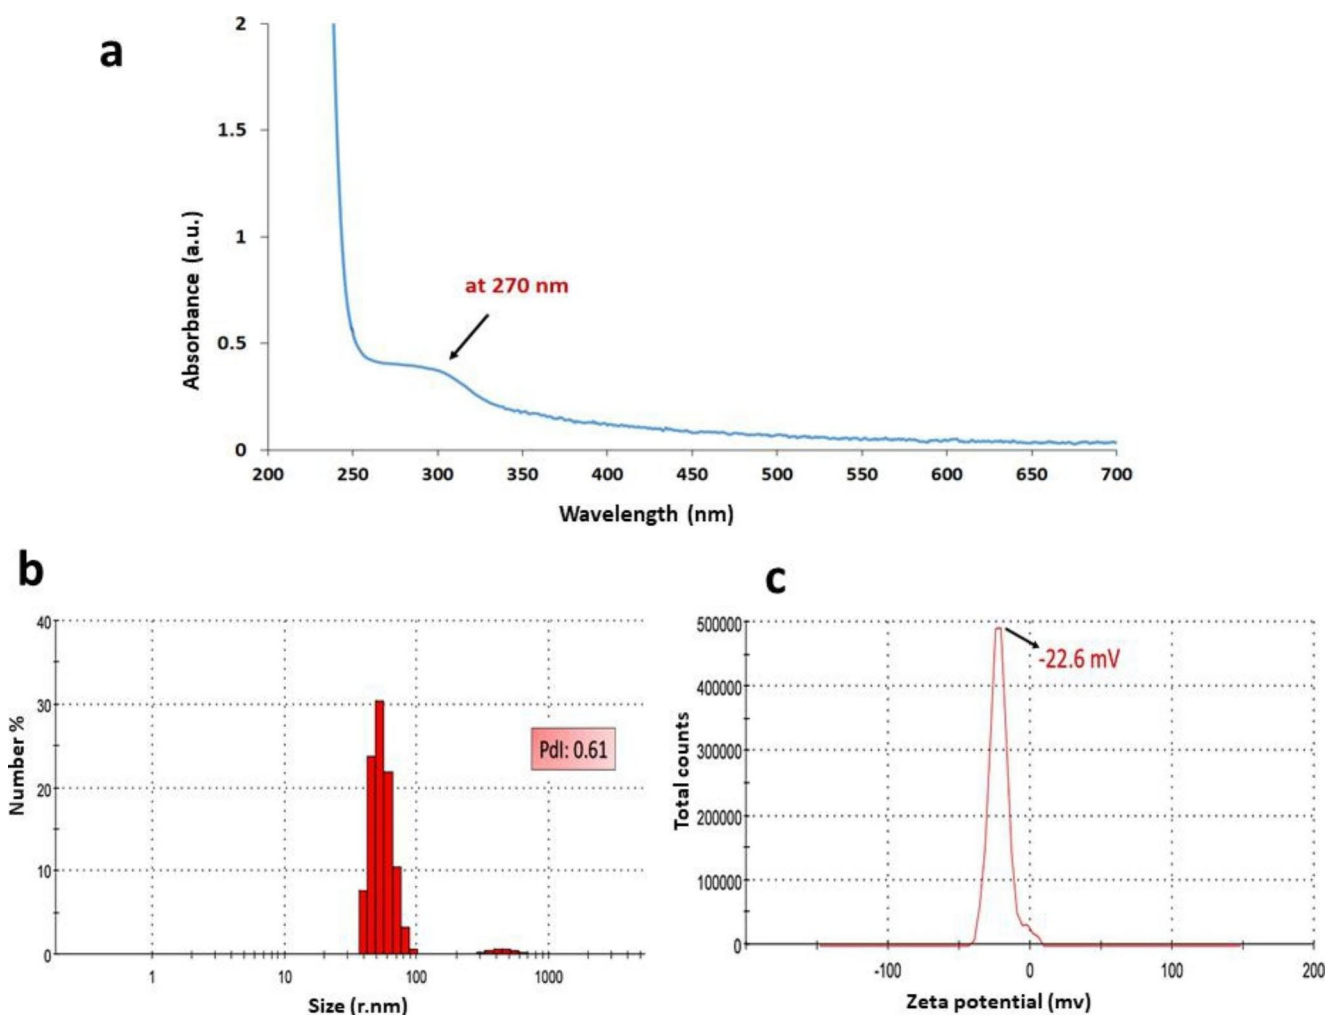 a
2
1.5
1
0.5
0
Absorbance (a.u.)
at 270 nm
200 250 300 350 400 450 500 550 600 650 700
Wavelength (nm)
b
40
30
20
10
0
Number %
PdI: 0.61
1 10 100 1000
Size (r.nm)
c
500000
400000
300000
200000
100000
0
Total counts
-22.6 mV
-100 0 100 200
Zeta potential (mv)